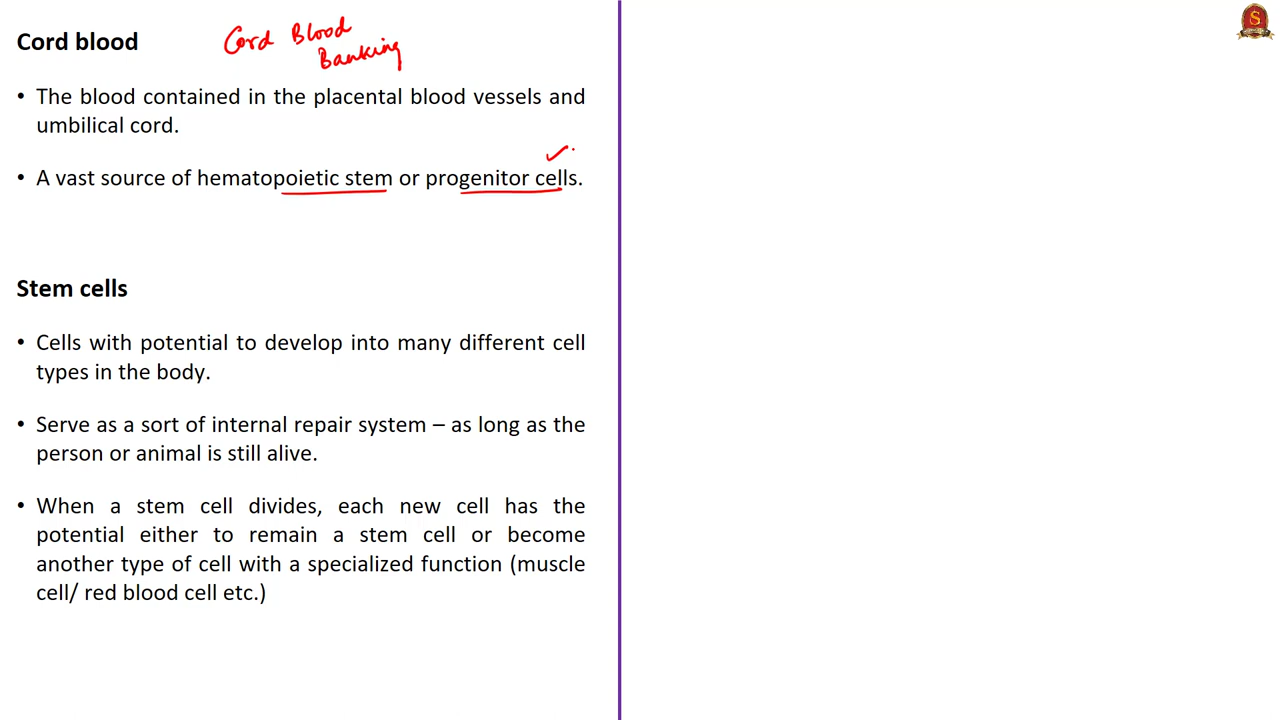 Cord blood
Cord Blood
Banking
• The blood contained in the placental blood vessels and
umbilical cord.
• A vast source of hematopoietic stem or progenitor cells.
Stem cells
• Cells with potential to develop into many different cell
types in the body.
• Serve as a sort of internal repair system – as long as the
person or animal is still alive.
• When a stem cell divides, each new cell has the
potential either to remain a stem cell or become
another type of cell with a specialized function (muscle
cell/ red blood cell etc.)
S